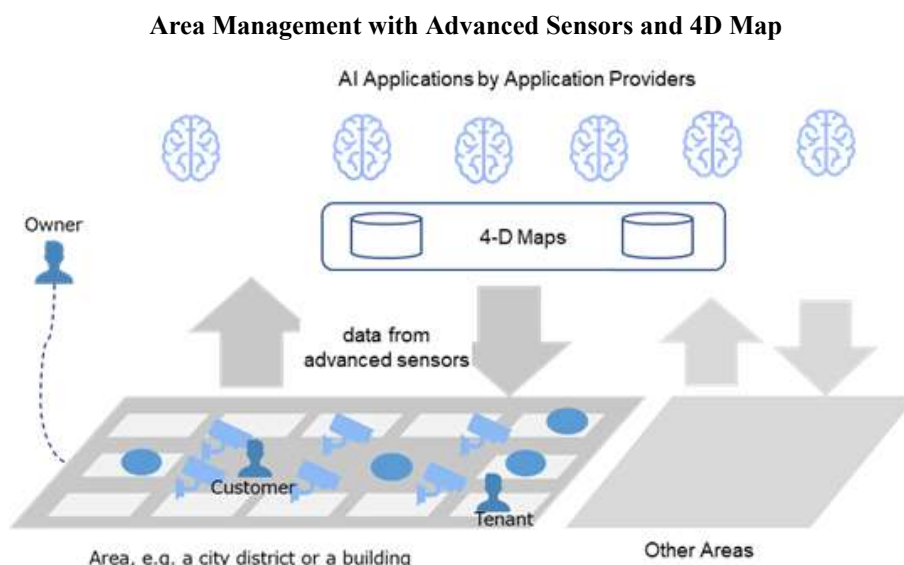 Area Management with Advanced Sensors and 4D Map
AI Applications by Application Providers
Owner
4-D Maps
data from
advanced sensors
Customer
Tenant
Area, e.g. a city district or a building
Other Areas